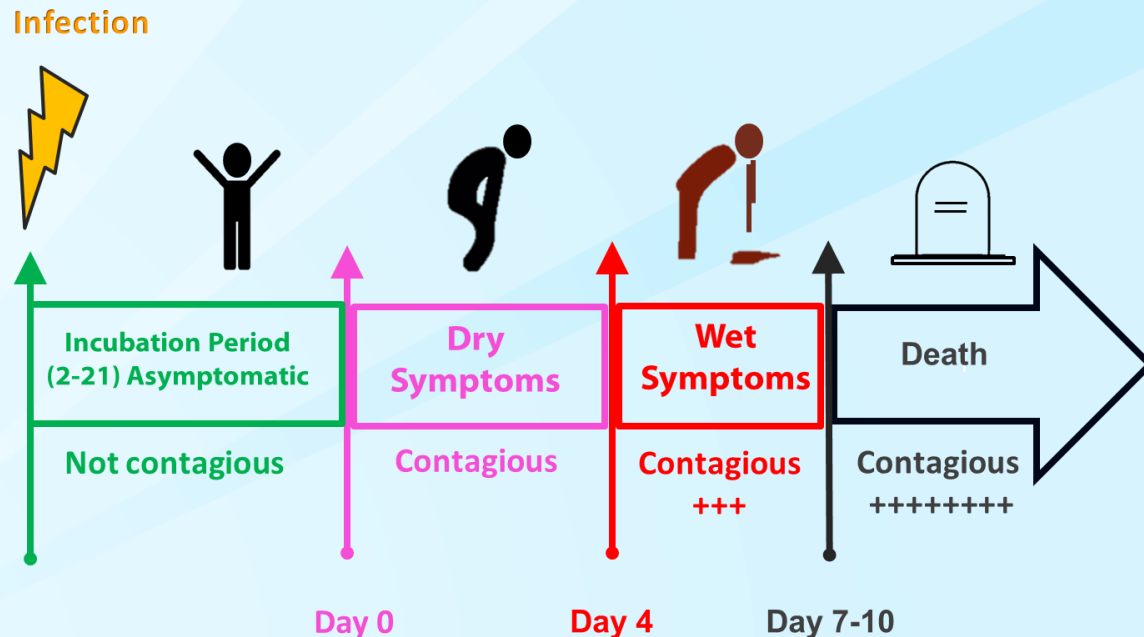 Infection
Incubation Period
(2-21) Asymptomatic
Dry
Symptoms
Wet
Symptoms
Death
Not contagious
Contagious
Contagious
+++
Contagious
++++++++
Day 0
Day 4
Day 7-10